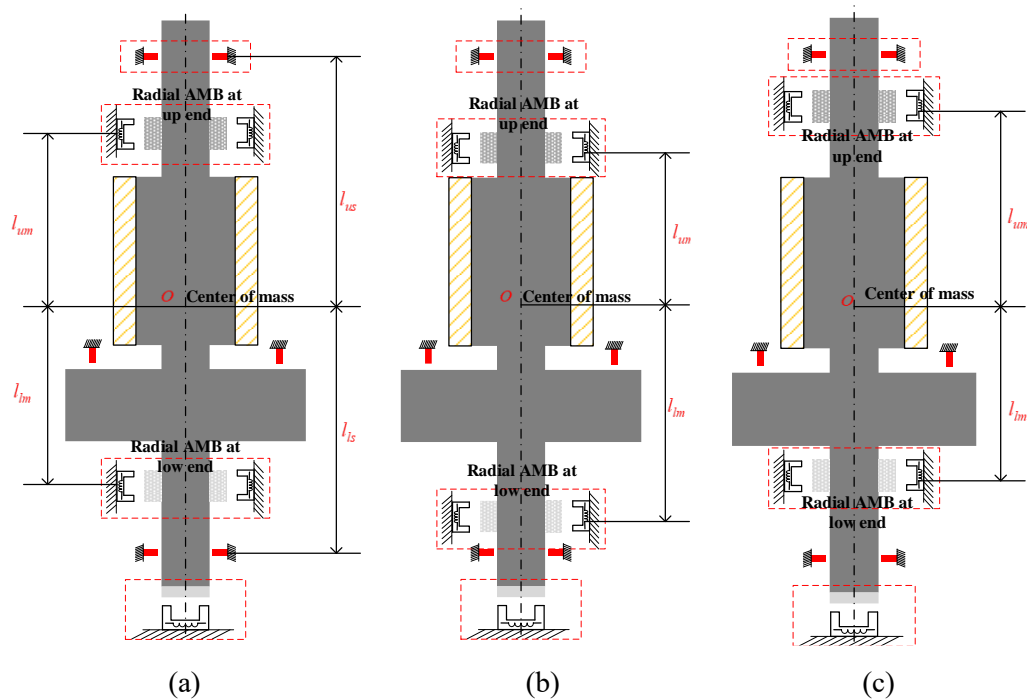 Radial AMB at
up end
l_um
l_us
O
Center of mass
l_lm
l_ls
Radial AMB at
low end
(a)
Radial AMB at
up end
l_um
O
Center of mass
l_lm
Radial AMB at
low end
(b)
Radial AMB at
up end
l_um
O
Center of mass
l_lm
Radial AMB at
low end
(c)